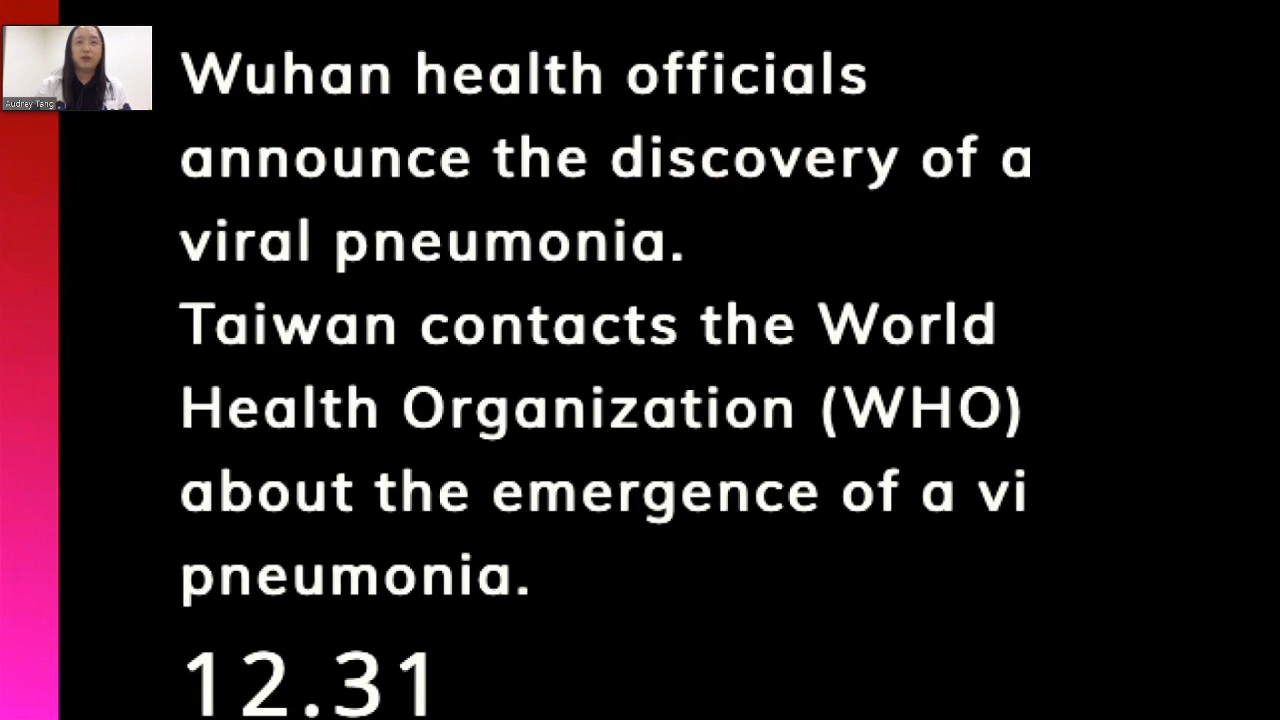 Audrey Tang
Wuhan health officials
announce the discovery of a
viral pneumonia.
Taiwan contacts the World
Health Organization (WHO)
about the emergence of a vi
pneumonia.
12.31